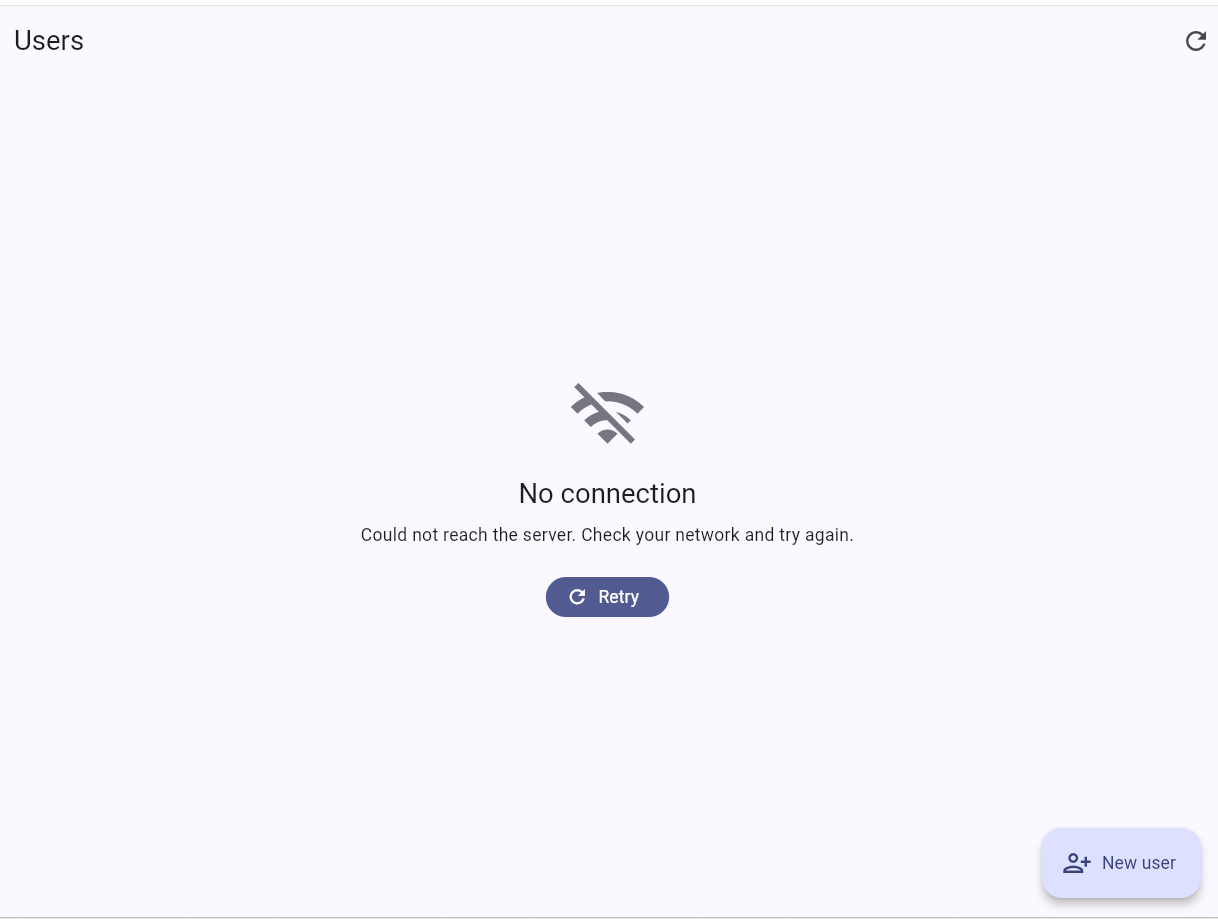 Users
No connection
Could not reach the server. Check your network and try again.
Retry
New user